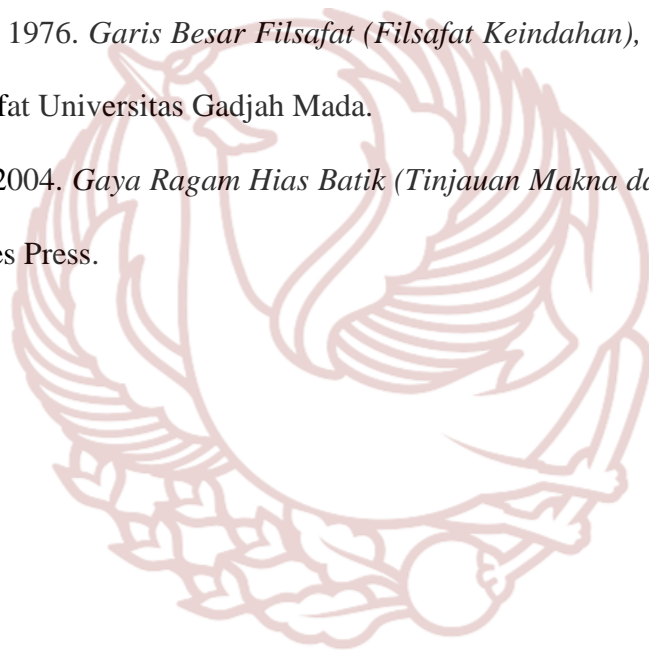 1976. Garis Besar Filsafat (Filsafat Keindahan),
fat Universitas Gadjah Mada.
2004. Gaya Ragam Hias Batik (Tinjauan Makna da
es Press.